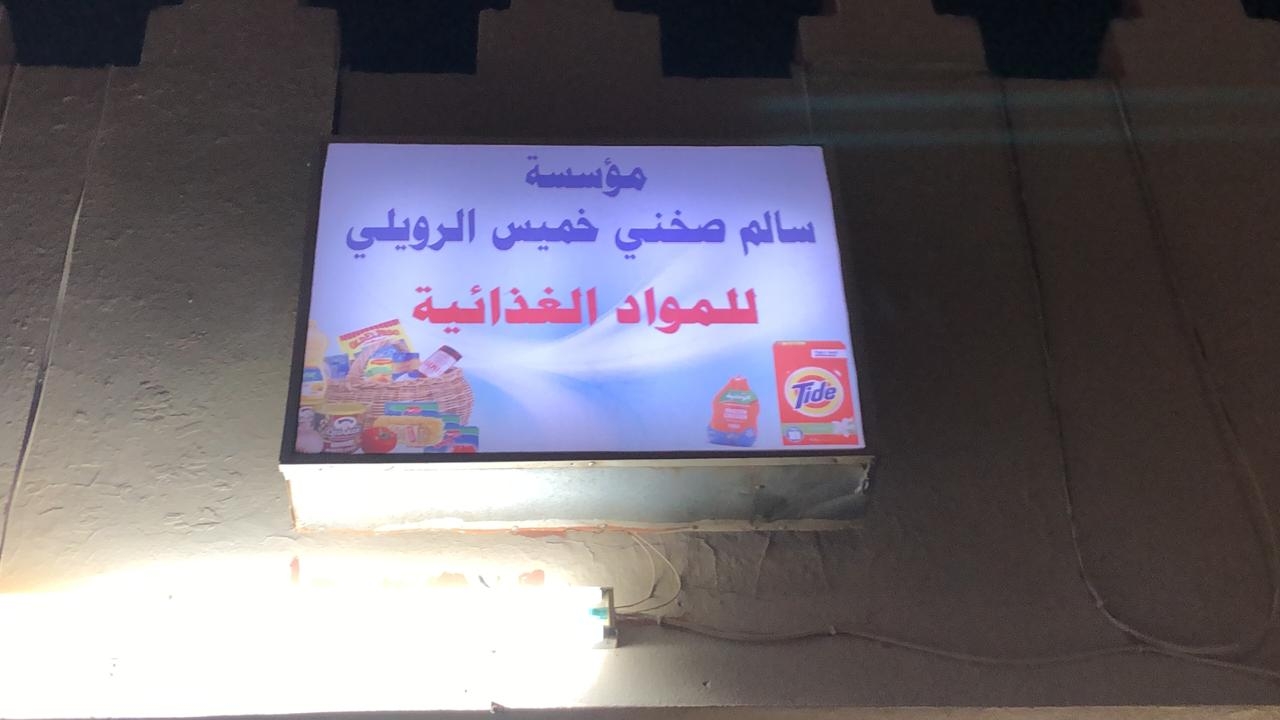 مؤسسة
سالم صخني خميس الرويلي
للمواد الغذائية
Tide